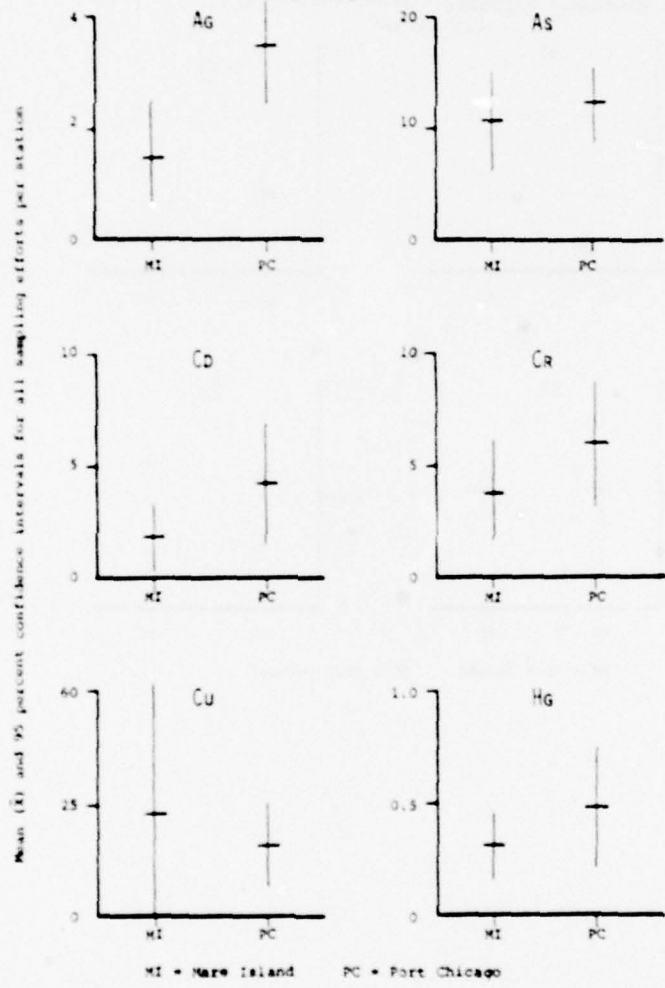 Mean (X̄) and 95 percent confidence intervals for all sampling efforts per station
AG
4
2
0
MI PC
AS
20
10
0
MI PC
CD
10
5
0
MI PC
CR
10
5
0
MI PC
CU
60
25
0
MI PC
HG
1.0
0.5
0
MI PC
MI = Mare Island PC = Port Chicago